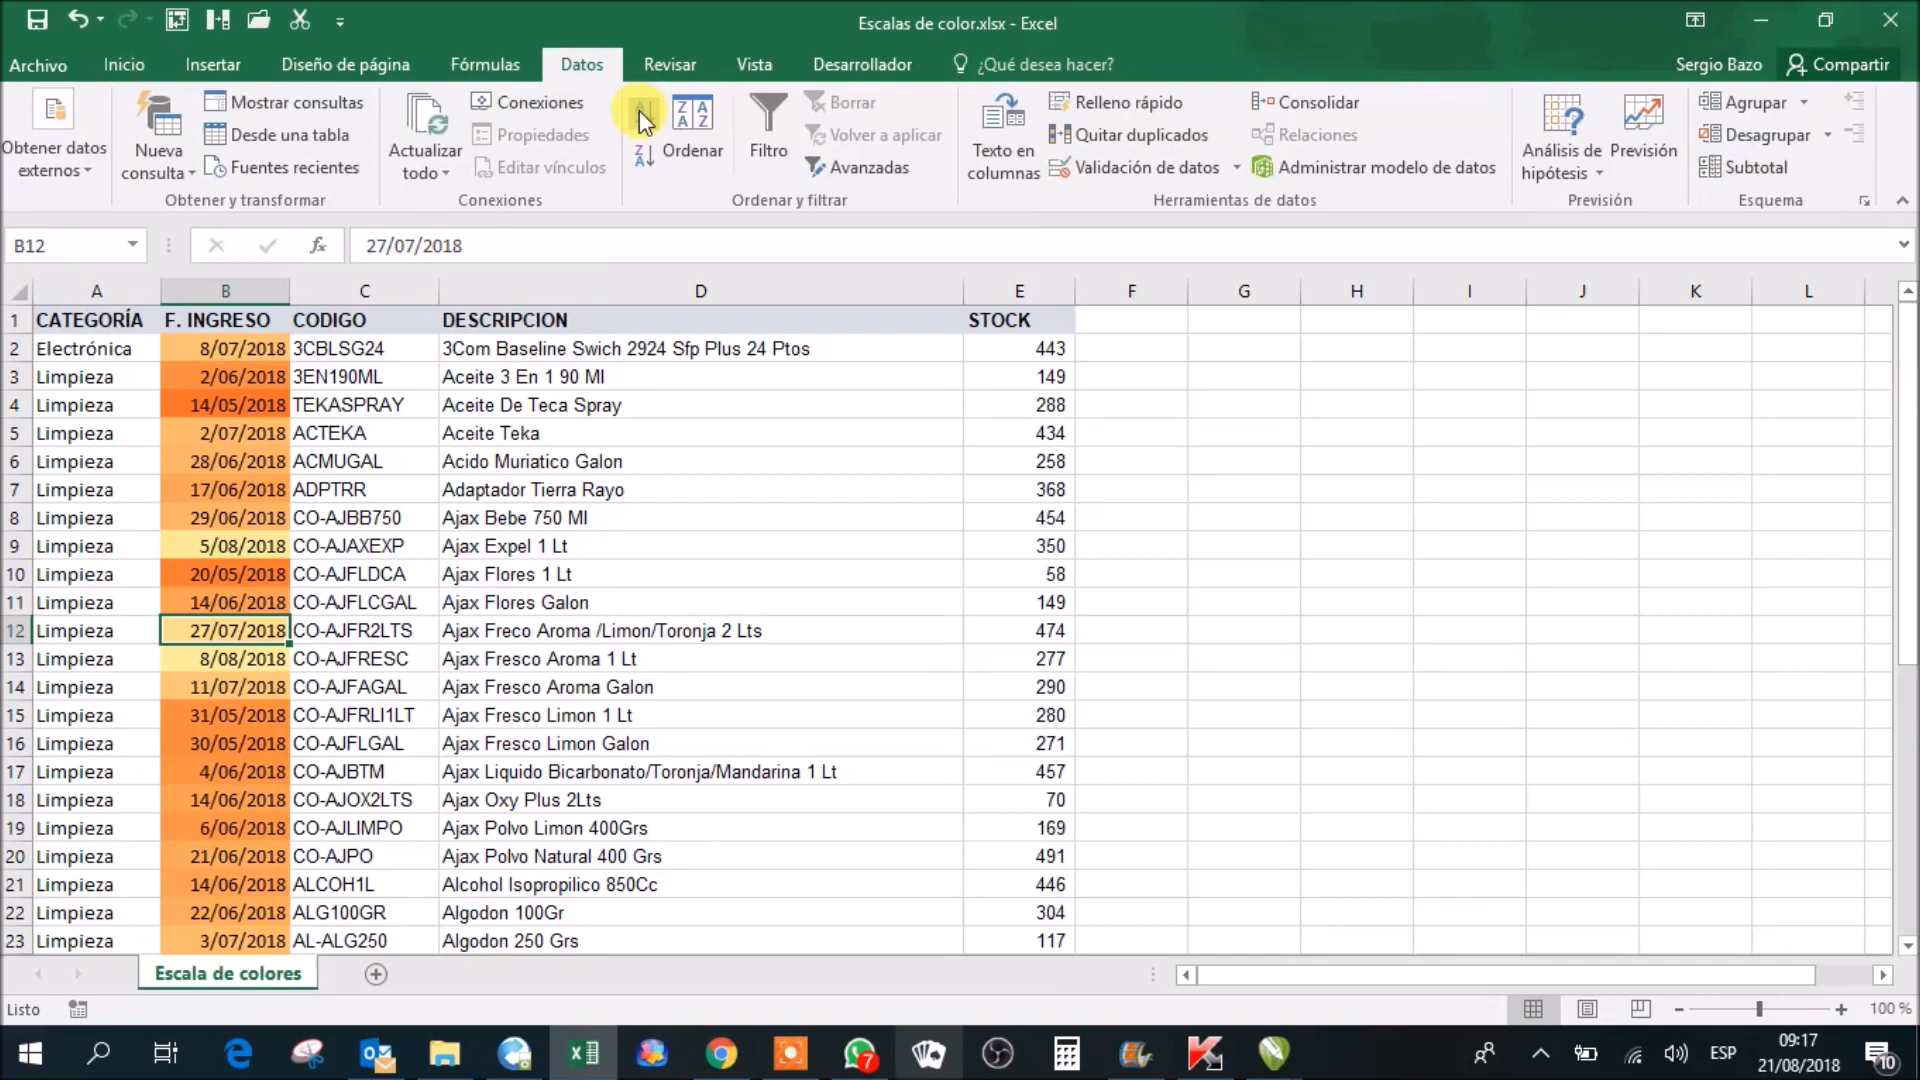 Escalas de color.xlsx - Excel
Archivo Inicio Insertar Diseño de página Fórmulas Datos Revisar Vista Desarrollador ¿Qué desea hacer? Sergio Bazo Compartir
Obtener datos externos
Nueva consulta
Mostrar consultas
Desde una tabla
Fuentes recientes
Obtener y transformar
Actualizar todo
Conexiones
Propiedades
Editar vínculos
Conexiones
Ordenar
Filtro
Borrar
Volver a aplicar
Avanzadas
Ordenar y filtrar
Texto en columnas
Relleno rápido
Quitar duplicados
Validación de datos
Consolidar
Relaciones
Administrar modelo de datos
Herramientas de datos
Análisis de hipótesis
Previsión
Previsión
Agrupar
Desagrupar
Subtotal
Esquema
B12 fx 27/07/2018
A B C D E F G H I J K L
1 CATEGORÍA F. INGRESO CODIGO DESCRIPCION STOCK
2 Electrónica 8/07/2018 3CBLSG24 3Com Baseline Swich 2924 Sfp Plus 24 Ptos 443
3 Limpieza 2/06/2018 3EN190ML Aceite 3 En 1 90 Ml 149
4 Limpieza 14/05/2018 TEKASPRAY Aceite De Teca Spray 288
5 Limpieza 2/07/2018 ACTEKA Aceite Teka 434
6 Limpieza 28/06/2018 ACMUGAL Acido Muriatico Galon 258
7 Limpieza 17/06/2018 ADPTRR Adaptador Tierra Rayo 368
8 Limpieza 29/06/2018 CO-AJBB750 Ajax Bebe 750 Ml 454
9 Limpieza 5/08/2018 CO-AJAXEXP Ajax Expel 1 Lt 350
10 Limpieza 20/05/2018 CO-AJFLDCA Ajax Flores 1 Lt 58
11 Limpieza 14/06/2018 CO-AJFLCGAL Ajax Flores Galon 149
12 Limpieza 27/07/2018 CO-AJFR2LTS Ajax Freco Aroma /Limon/Toronja 2 Lts 474
13 Limpieza 8/08/2018 CO-AJFRESC Ajax Fresco Aroma 1 Lt 277
14 Limpieza 11/07/2018 CO-AJFAGAL Ajax Fresco Aroma Galon 290
15 Limpieza 31/05/2018 CO-AJFRLI1LT Ajax Fresco Limon 1 Lt 280
16 Limpieza 30/05/2018 CO-AJFLGAL Ajax Fresco Limon Galon 271
17 Limpieza 4/06/2018 CO-AJBTM Ajax Liquido Bicarbonato/Toronja/Mandarina 1 Lt 457
18 Limpieza 14/06/2018 CO-AJOX2LTS Ajax Oxy Plus 2Lts 70
19 Limpieza 6/06/2018 CO-AJLIMPO Ajax Polvo Limon 400Grs 169
20 Limpieza 21/06/2018 CO-AJPO Ajax Polvo Natural 400 Grs 491
21 Limpieza 14/06/2018 ALCOH1L Alcohol Isopropilico 850Cc 446
22 Limpieza 22/06/2018 ALG100GR Algodon 100Gr 304
23 Limpieza 3/07/2018 AL-ALG250 Algodon 250 Grs 117
Escala de colores
Listo 100 %
7 ESP 09:17 10
21/08/2018